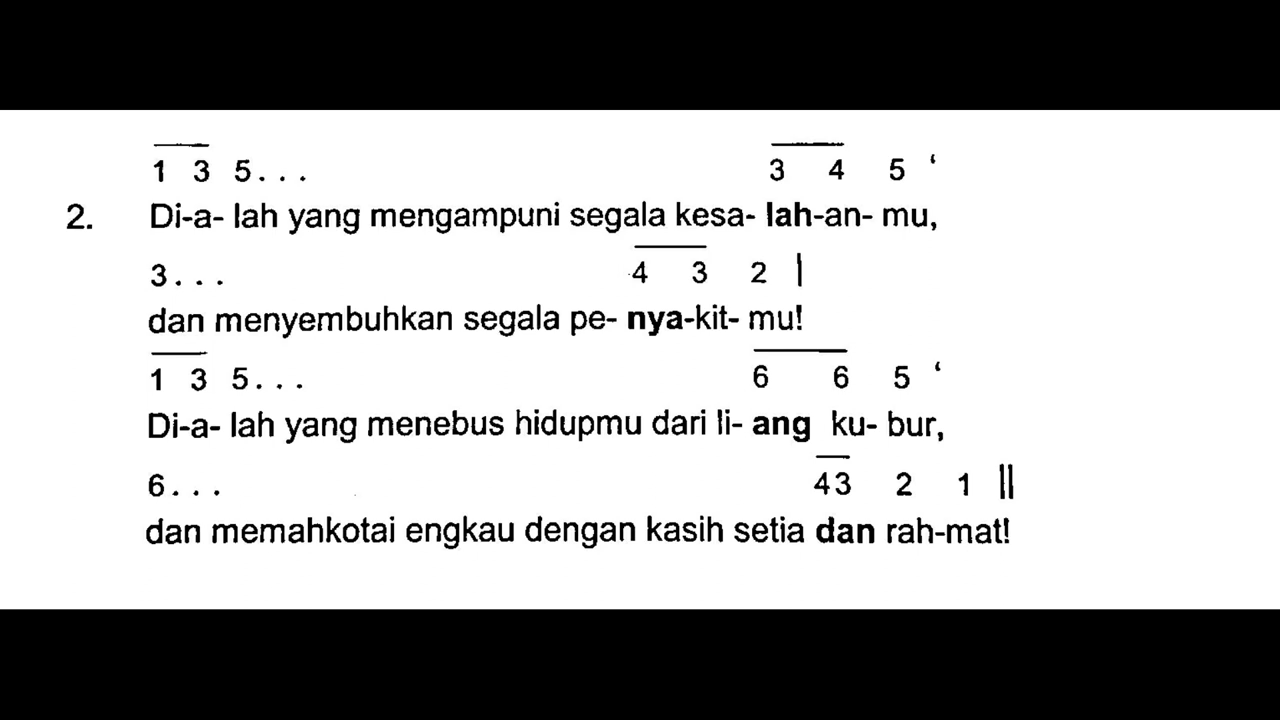 1 3 5... 3 4 5 ‘
2. Di-a- lah yang mengampuni segala kesa- lah-an- mu,
3... 4 3 2 |
dan menyembuhkan segala pe- nya-kit- mu!
1 3 5... 6 6 5 ‘
Di-a- lah yang menebus hidupmu dari li- ang ku- bur,
6... 43 2 1 ||
dan memahkotai engkau dengan kasih setia dan rah-mat!